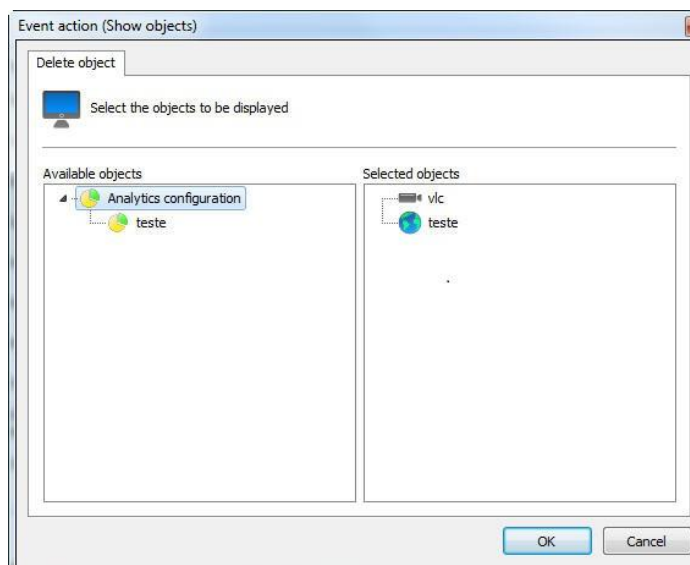 Event action (Show objects)
Delete object
Select the objects to be displayed
Available objects
Selected objects
Analytics configuration
teste
vlc
teste
OK
Cancel